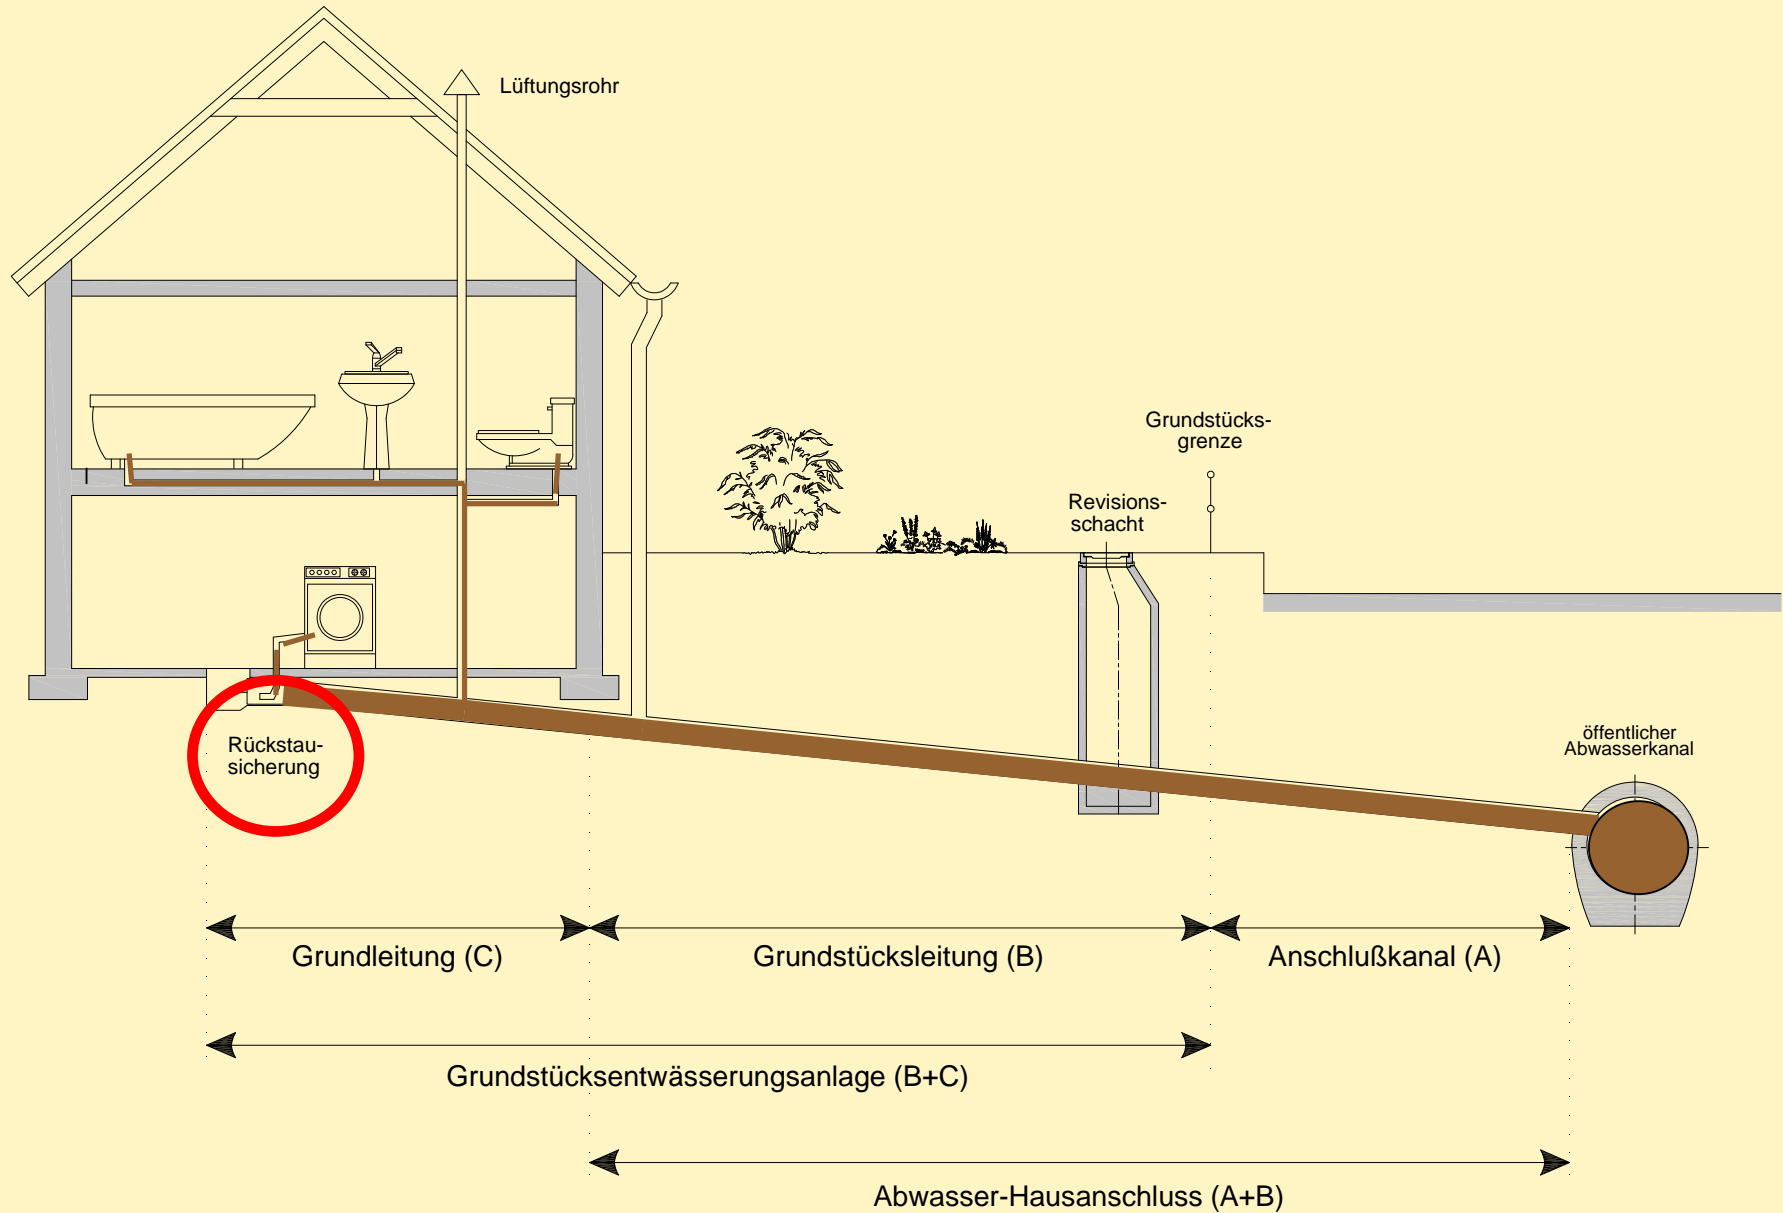 Lüftungsrohr
Grundstücks-
grenze
Revisions-
schacht
Rückstau-
sicherung
öffentlicher
Abwasserkanal
Grundleitung (C)
Grundstücksleitung (B)
Anschlußkanal (A)
Grundstücksentwässerungsanlage (B+C)
Abwasser-Hausanschluss (A+B)